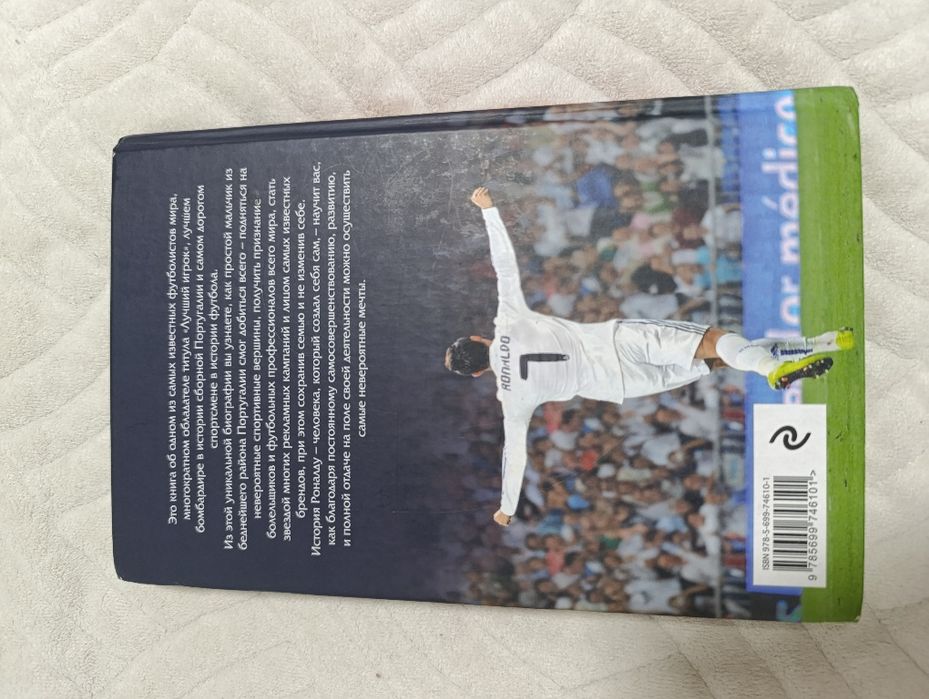 Это книга об одном из самых известных футболистов мира,
многократном обладателе титула «Лучший игрок», лучшем
бомбардире в истории сборной Португалии и самом дорогом
спортсмене в истории футбола.
Из этой уникальной биографии вы узнаете, как простой мальчик из
беднейшего района Португалии смог добиться всего – подняться на
невероятные спортивные вершины, получить признание
болельщиков и футбольных профессионалов всего мира, стать
звездой многих рекламных кампаний и лицом самых известных
брендов, при этом сохранив семью и не изменив себе.
История Роналду – человека, который создал себя сам, – научит вас,
как благодаря постоянному самосовершенствованию, развитию,
и полной отдаче на поле своей деятельности можно осуществить
самые невероятные мечты.
RONALDO
7
lor médico
ISBN 978-5-699-74610-1
9 785699 746101 >